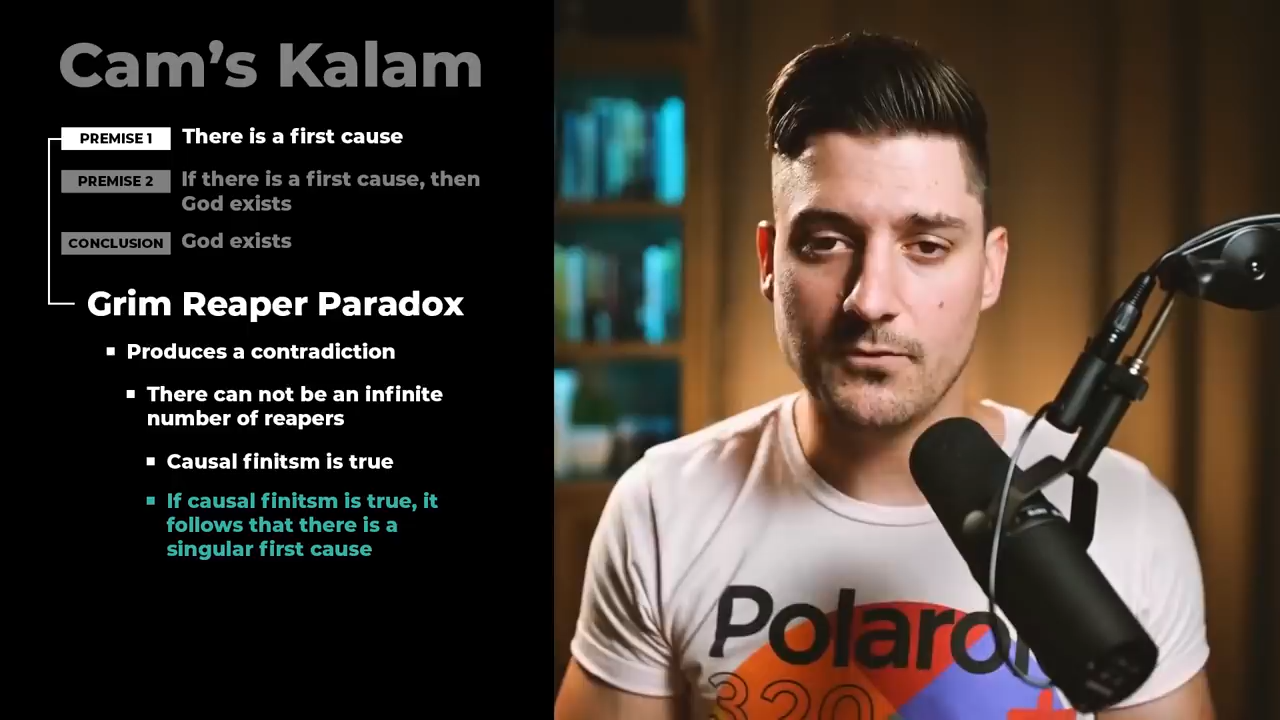 Cam's Kalam
PREMISE 1 There is a first cause
PREMISE 2 If there is a first cause, then
God exists
CONCLUSION God exists
Grim Reaper Paradox
Produces a contradiction
There can not be an infinite
number of reapers
Causal finitsm is true
If causal finitsm is true, it
follows that there is a
singular first cause
Polaroi
320